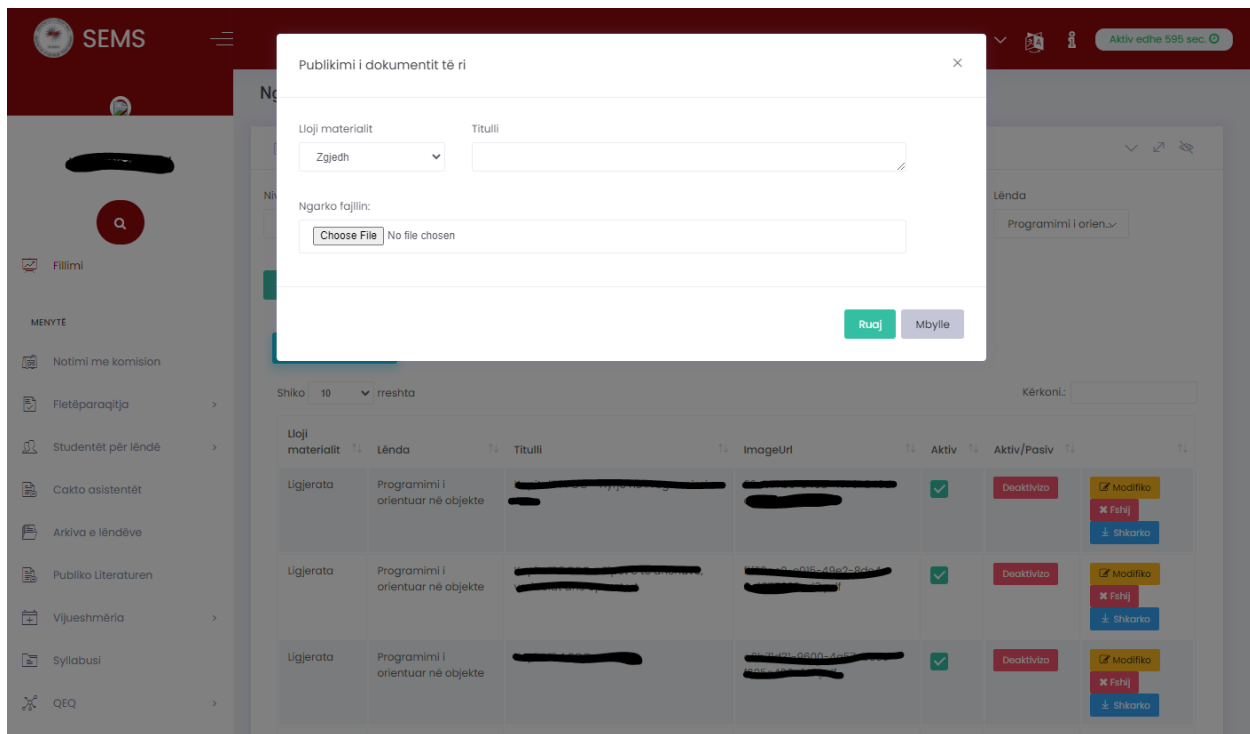 SEMS
Aktiv edhe 595 sec.
Publikimi i dokumentit të ri
×
Lloji materialit
Titulli
Zgjedh
Ngarko fajllin:
Choose File No file chosen
Ruaj
Mbylle
Lënda
Programimi i orien...
Fillimi
MENYTË
Notimi me komision
Fletëparaqitja
Studentët për lëndë
Cakto asistentët
Arkiva e lëndëve
Publiko Literaturen
Vijueshmëria
Syllabusi
QEQ
Shiko 10 rreshta
Kërkoni.:
Lloji
materialit Lënda Titulli ImageUrl Aktiv Aktiv/Pasiv
Ligjerata Programimi i Deaktivizo Modifiko
orientuar në objekte
Fshij
Shkarko
Ligjerata Programimi i Deaktivizo Modifiko
orientuar në objekte
Fshij
Shkarko
Ligjerata Programimi i Deaktivizo Modifiko
orientuar në objekte
Fshij
Shkarko